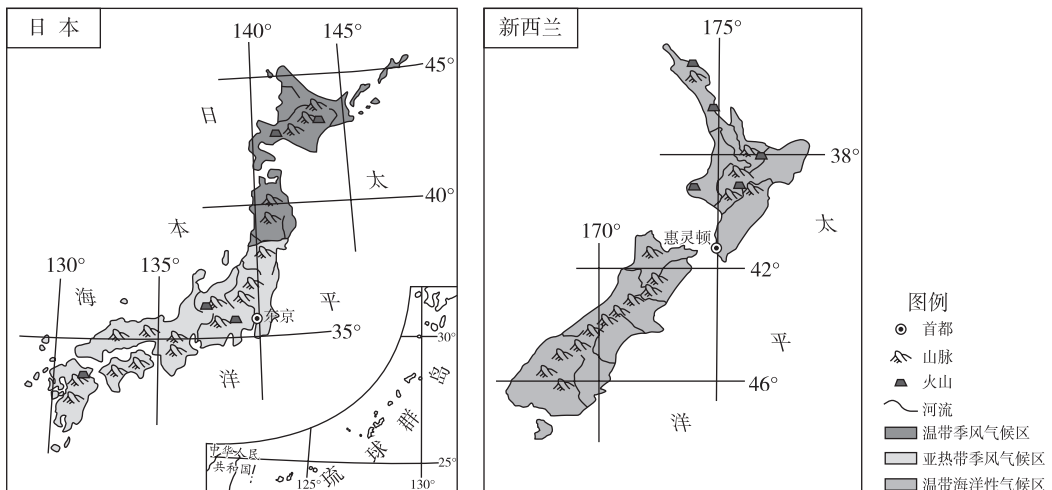 日本
140°
145°
45°
日
太
40°
本
130°
135°
海
平
东京
35°
洋
30°
岛
群
球
琉
中华人民
共和国
25°
125°
130°
新西兰
175°
38°
太
170°
惠灵顿
42°
平
46°
洋
图例
首都
山脉
火山
河流
温带季风气候区
亚热带季风气候区
温带海洋性气候区